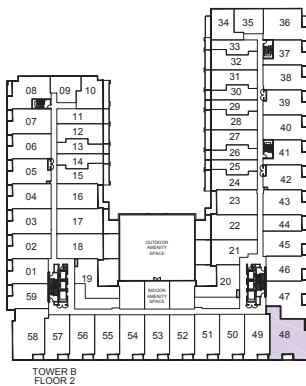 34 35 36
33 37
32
31 38
30
29 39
28
27 40
26 41
25
24 42
23 43
22 44
21 45
20 46
47
48
08 09 10
07 11
12
06 13
14
05 15
04 16
03 17
02 18
01 19
59
OUTDOOR
AMENITY
SPACE
INDOOR
AMENITY
SPACE
58 57 56 55 54 53 52 51 50 49
TOWER B
FLOOR 2